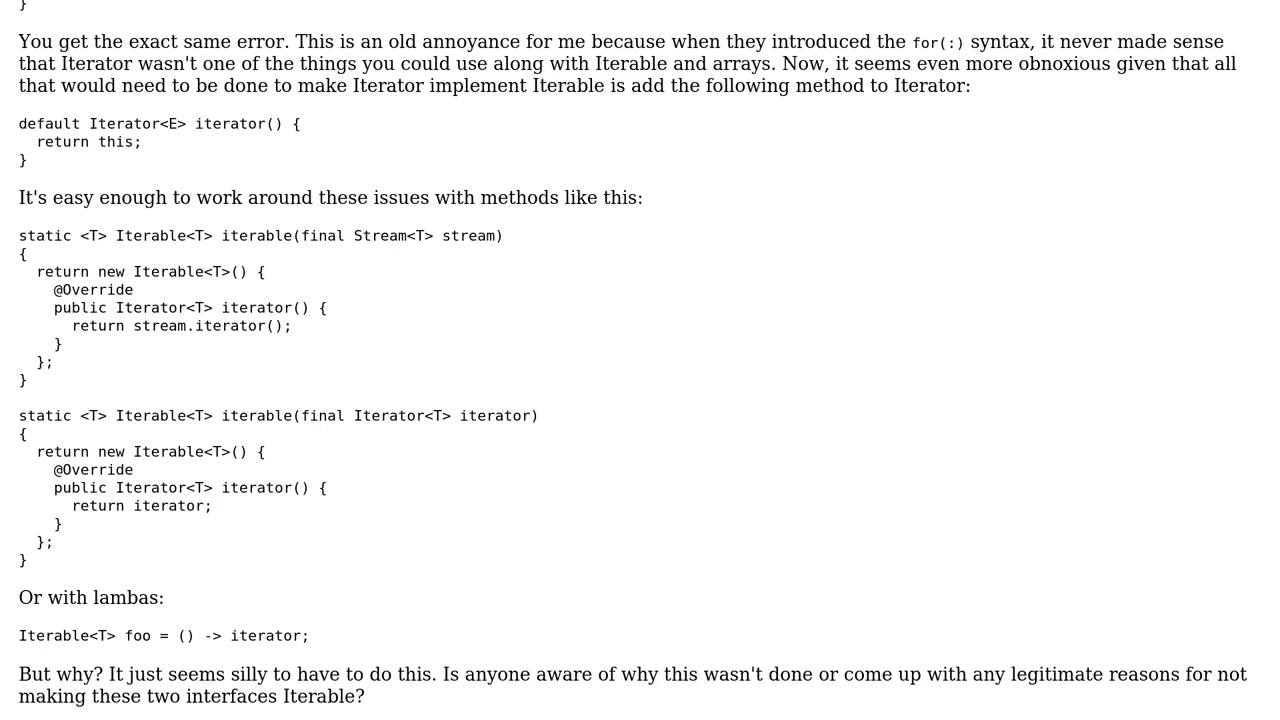 }
You get the exact same error. This is an old annoyance for me because when they introduced the for(:) syntax, it never made sense
that Iterator wasn't one of the things you could use along with Iterable and arrays. Now, it seems even more obnoxious given that all
that would need to be done to make Iterator implement Iterable is add the following method to Iterator:
default Iterator<E> iterator() {
  return this;
}
It's easy enough to work around these issues with methods like this:
static <T> Iterable<T> iterable(final Stream<T> stream)
{
  return new Iterable<T>() {
    @Override
    public Iterator<T> iterator() {
      return stream.iterator();
    }
  };
}
static <T> Iterable<T> iterable(final Iterator<T> iterator)
{
  return new Iterable<T>() {
    @Override
    public Iterator<T> iterator() {
      return iterator;
    }
  };
}
Or with lambas:
Iterable<T> foo = () -> iterator;
But why? It just seems silly to have to do this. Is anyone aware of why this wasn't done or come up with any legitimate reasons for not
making these two interfaces Iterable?